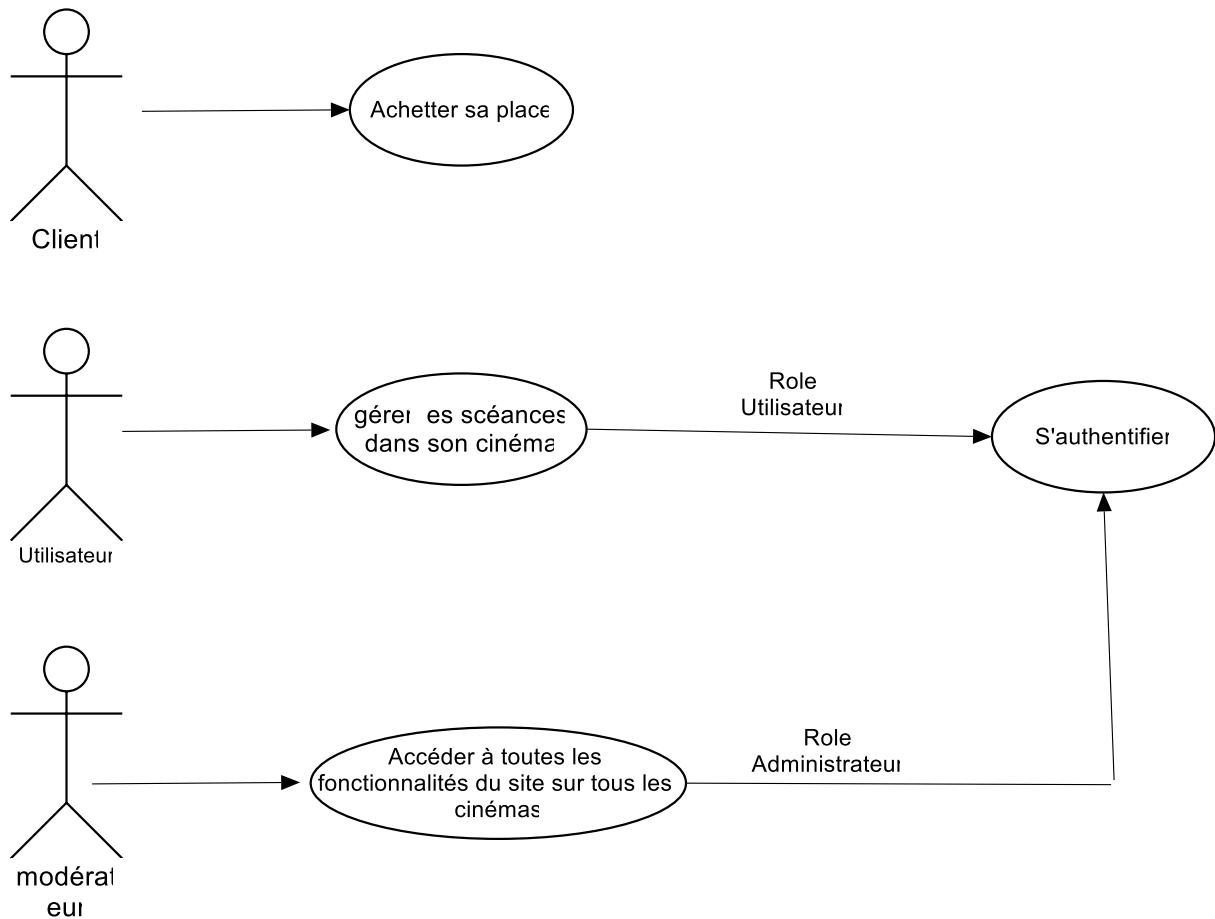 Achetter sa place
Client
Role
Utilisateur
gérer es scéances
dans son cinéma
S'authentifier
Utilisateur
Role
Administrateur
Accéder à toutes les
fonctionnalités du site sur tous les
cinémas
modérat
eur